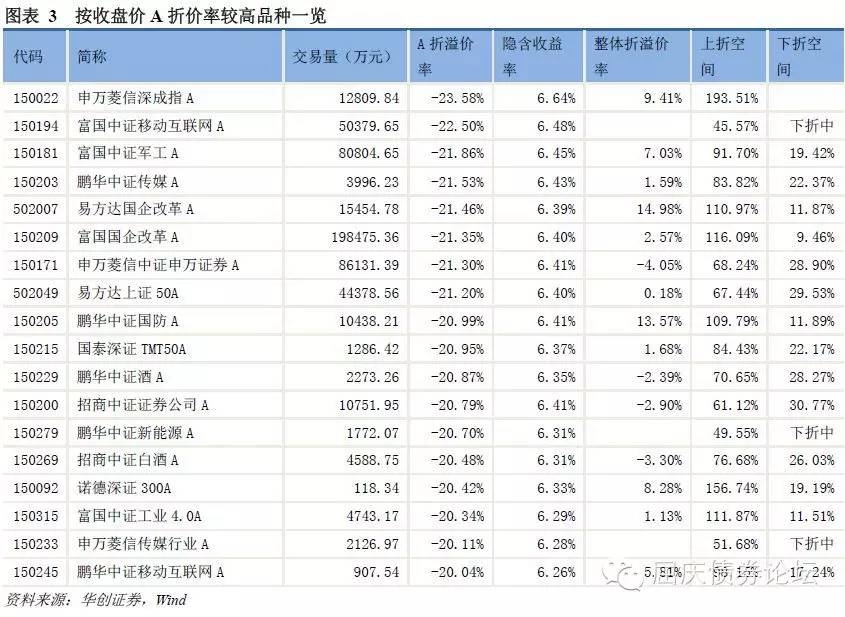 图表 3 按收盘价 A 折价率较高品种一览
代码 简称 交易量（万元） A 折溢价率 隐含收益率 整体折溢价率 上折空间 下折空间
150022 申万菱信深成指 A 12809.84 -23.58% 6.64% 9.41% 193.51%
150194 富国中证移动互联网 A 50379.65 -22.50% 6.48% 45.57% 下折中
150181 富国中证军工 A 80804.65 -21.86% 6.45% 7.03% 91.70% 19.42%
150203 鹏华中证传媒 A 3996.23 -21.53% 6.43% 1.59% 83.82% 22.37%
502007 易方达国企改革 A 15454.78 -21.46% 6.39% 14.98% 110.97% 11.87%
150209 富国国企改革 A 198475.36 -21.35% 6.40% 2.57% 116.09% 9.46%
150171 申万菱信中证申万证券 A 86131.39 -21.30% 6.41% -4.05% 68.24% 28.90%
502049 易方达上证 50A 44378.56 -21.20% 6.40% 0.18% 67.44% 29.53%
150205 鹏华中证国防 A 10438.21 -20.99% 6.41% 13.57% 109.79% 11.89%
150215 国泰深证 TMT50A 1286.42 -20.95% 6.37% 1.68% 84.43% 22.17%
150229 鹏华中证酒 A 2273.26 -20.87% 6.35% -2.39% 70.65% 28.27%
150200 招商中证证券公司 A 10751.95 -20.79% 6.41% -2.90% 61.12% 30.77%
150279 鹏华中证新能源 A 1772.07 -20.70% 6.31% 49.55% 下折中
150269 招商中证白酒 A 4588.75 -20.48% 6.31% -3.30% 76.68% 26.03%
150092 诺德深证 300A 118.34 -20.42% 6.33% 8.28% 156.74% 19.19%
150315 富国中证工业 4.0A 4743.17 -20.34% 6.29% 1.13% 111.87% 11.51%
150233 申万菱信传媒行业 A 2126.97 -20.11% 6.28% 51.68% 下折中
150245 鹏华中证移动互联网 A 907.54 -20.04% 6.26% 5.81% 17.24%
屈庆债券论坛
资料来源：华创证券，Wind